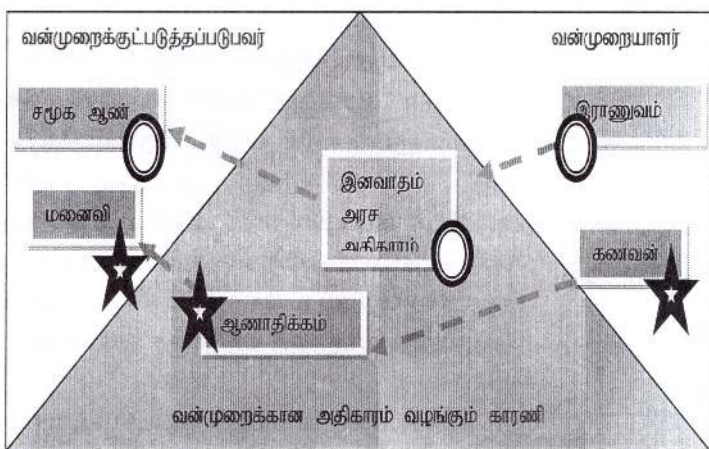 வன்முறைக்குட்படுத்தப்படுபவர்
வன்முறையாளர்
சமூக ஆண்
இராணுவம்
இனவாதம்
அரச
அதிகாரம்
மனைவி
கணவன்
ஆணாதிக்கம்
வன்முறைக்கான அதிகாரம் வழங்கும் காரணி